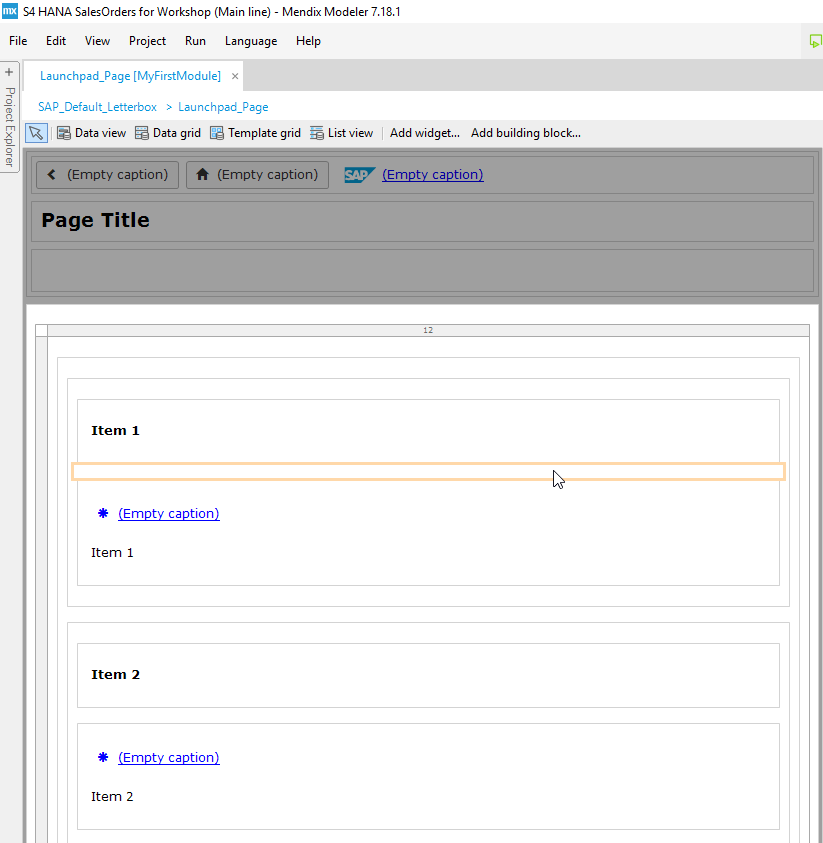 mx S4 HANA SalesOrders for Workshop (Main line) - Mendix Modeler 7.18.1
File Edit View Project Run Language Help
+ Project Explorer
Launchpad_Page [MyFirstModule] ×
SAP_Default_Letterbox > Launchpad_Page
Data view Data grid Template grid List view Add widget... Add building block...
(Empty caption) (Empty caption) SAP (Empty caption)
Page Title
12
Item 1
(Empty caption)
Item 1
Item 2
(Empty caption)
Item 2